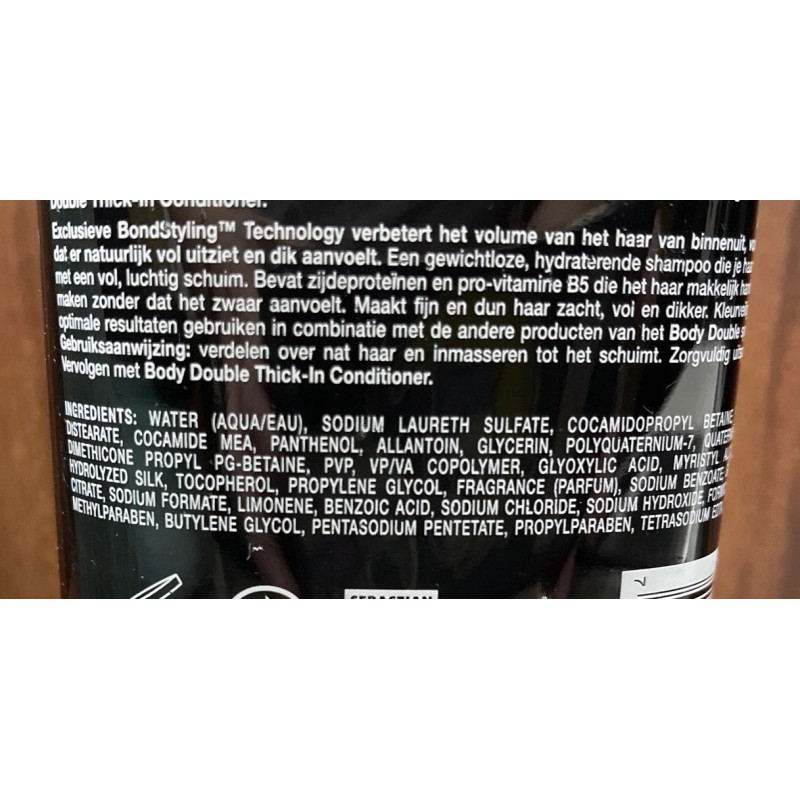 Double Thick-In Conditioner.
Exclusieve BondStyling™ Technology verbetert het volume van het haar van binnenuit,
dat er natuurlijk vol uitziet en dik aanvoelt. Een gewichtloze, hydraterende shampoo die je
met een vol, luchtig schuim. Bevat zijdeproteïnen en pro-vitamine B5 die het haar makkelijk
maken zonder dat het zwaar aanvoelt. Maakt fijn en dun haar zacht, vol en dikker.
optimale resultaten gebruiken in combinatie met de andere producten van het Body Double
Gebruiksaanwijzing: verdelen over nat haar en inmasseren tot het schuimt. Zorgvuldig
Vervolgen met Body Double Thick-In Conditioner.
INGREDIENTS: WATER (AQUA/EAU), SODIUM LAURETH SULFATE, COCAMIDOPROPYL BETAINE,
DISTEARATE, COCAMIDE MEA, PANTHENOL, ALLANTOIN, GLYCERIN, POLYQUATERNIUM-7,
DIMETHICONE PROPYL PG-BETAINE, PVP, VP/VA COPOLYMER, GLYOXYLIC ACID, MYRISTYL
HYDROLYZED SILK, TOCOPHEROL, PROPYLENE GLYCOL, FRAGRANCE (PARFUM), SODIUM BENZOATE,
CITRATE, SODIUM FORMATE, LIMONENE, BENZOIC ACID, SODIUM CHLORIDE, SODIUM HYDROXIDE,
METHYLPARABEN, BUTYLENE GLYCOL, PENTASODIUM PENTETATE, PROPYLPARABEN, TETRASODIUM
SEBASTIAN